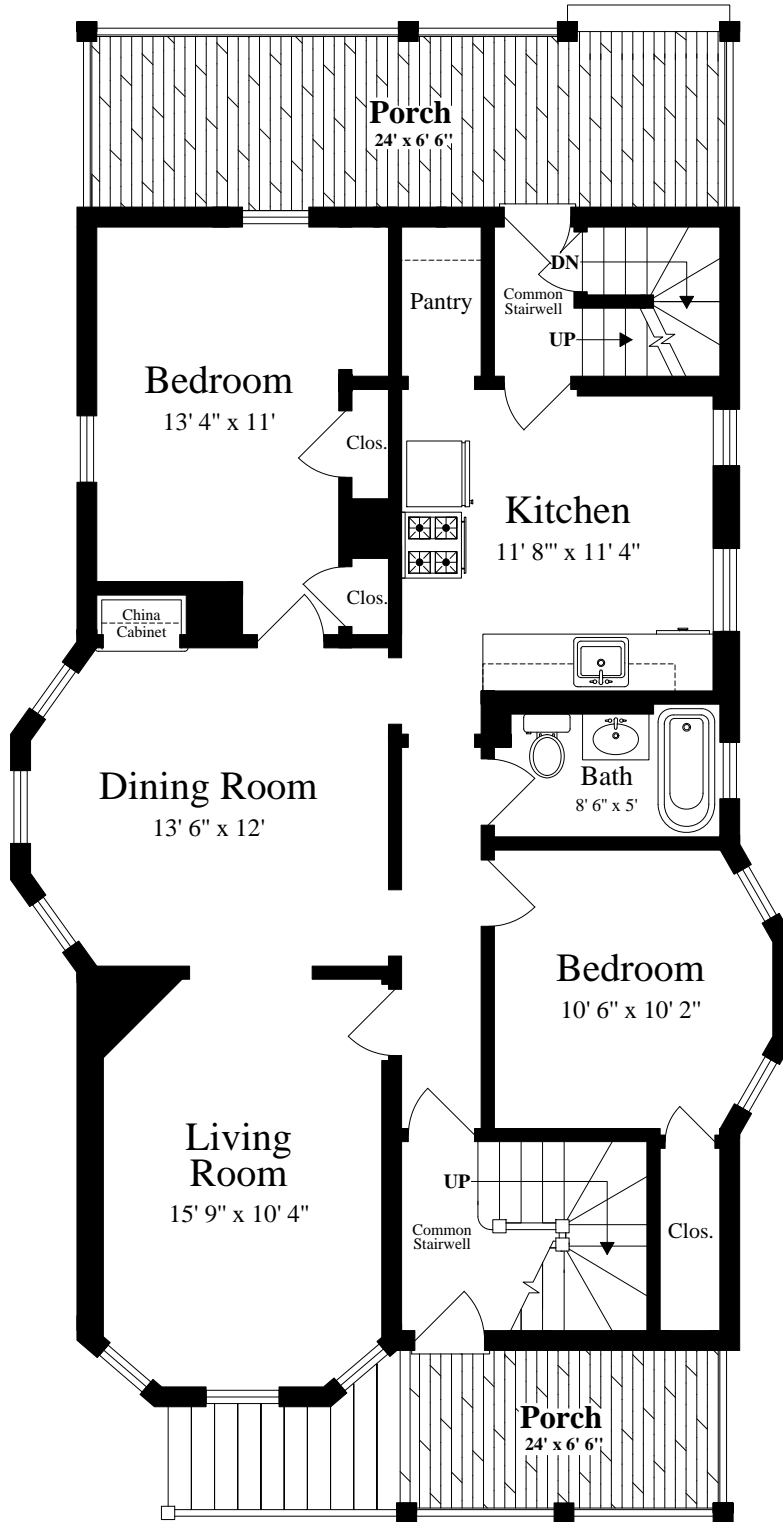 Porch
24' x 6' 6"
DN
Common
Stairwell
Pantry
UP
Bedroom
13' 4" x 11'
Clos.
Kitchen
11' 8"' x 11' 4"
Clos.
China
Cabinet
Dining Room
13' 6" x 12'
Bath
8' 6" x 5'
Bedroom
10' 6" x 10' 2"
Living
Room
15' 9" x 10' 4"
UP
Common
Stairwell
Clos.
Porch
24' x 6' 6"